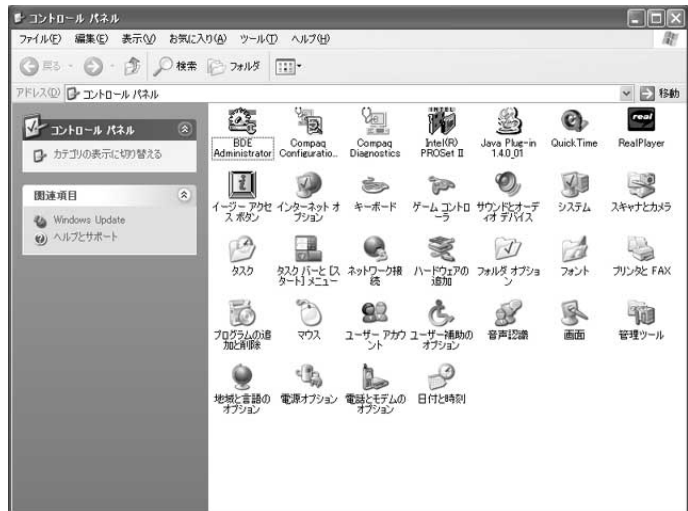 コントロール パネル
ファイル(F) 編集(E) 表示(V) お気に入り(A) ツール(T) ヘルプ(H)
戻る 検索 フォルダ
アドレス(D) コントロール パネル 移動
コントロール パネル
カテゴリの表示に切り替える
関連項目
Windows Update
ヘルプとサポート
BDE
Administrator
Compaq
Configuratio...
Compaq
Diagnostics
INTEL
Intel(R)
PROSet II
Java Plug-in
1.4.0_01
QuickTime
real
RealPlayer
イージー アクセ
ス ボタン
インターネット オ
プション
キーボード
ゲーム コントロ
ーラ
サウンドとオーデ
ィオ デバイス
システム
スキャナとカメラ
タスク
タスク バーと [ス
タート] メニュー
ネットワーク接
続
ハードウェアの
追加
フォルダ オプショ
ン
フォント
プリンタと FAX
プログラムの追
加と削除
マウス
ユーザー アカウ
ント
ユーザー補助の
オプション
音声認識
画面
管理ツール
地域と言語の
オプション
電源オプション
電話とモデムの
オプション
日付と時刻